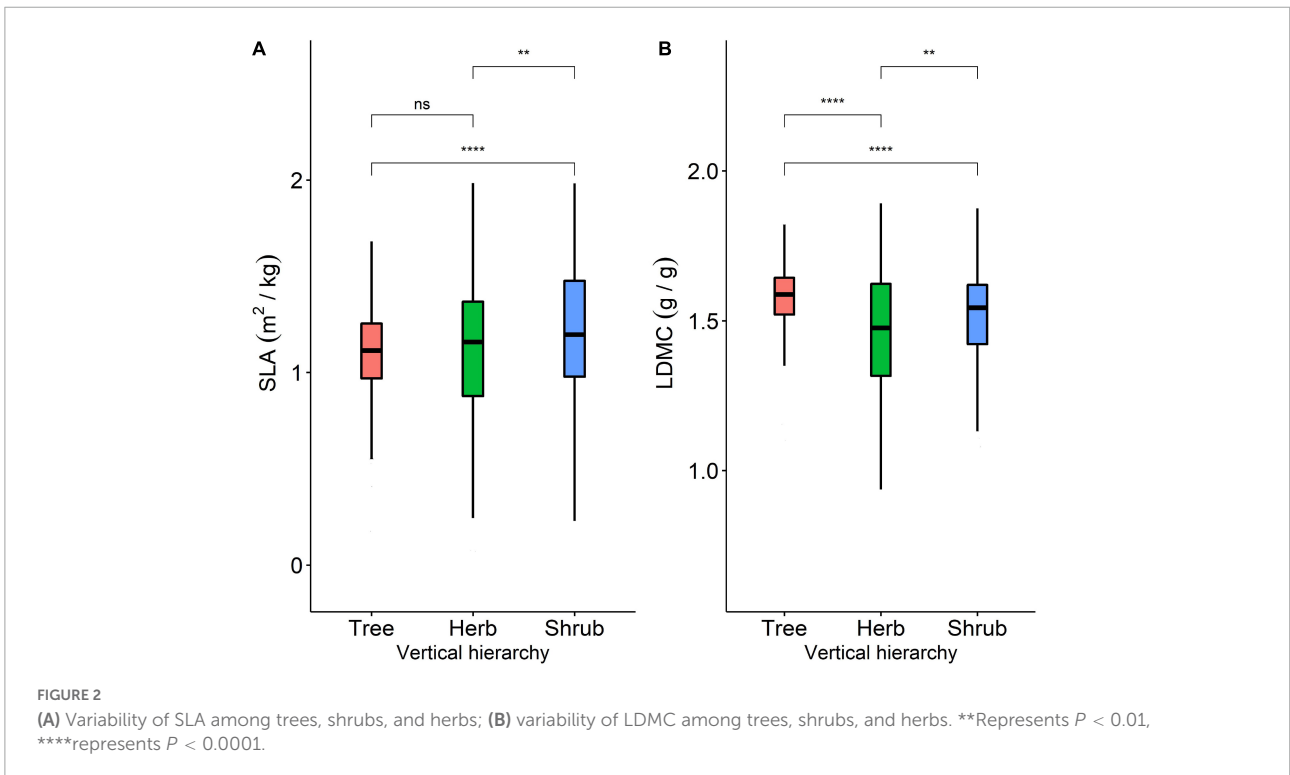 A
**
ns
****
2
1
0
SLA (m² / kg)
Tree Herb Shrub
Vertical hierarchy
B
**
****
****
2.0
1.5
1.0
LDMC (g / g)
Tree Herb Shrub
Vertical hierarchy
FIGURE 2
(A) Variability of SLA among trees, shrubs, and herbs; (B) variability of LDMC among trees, shrubs, and herbs. **Represents P < 0.01,
****represents P < 0.0001.